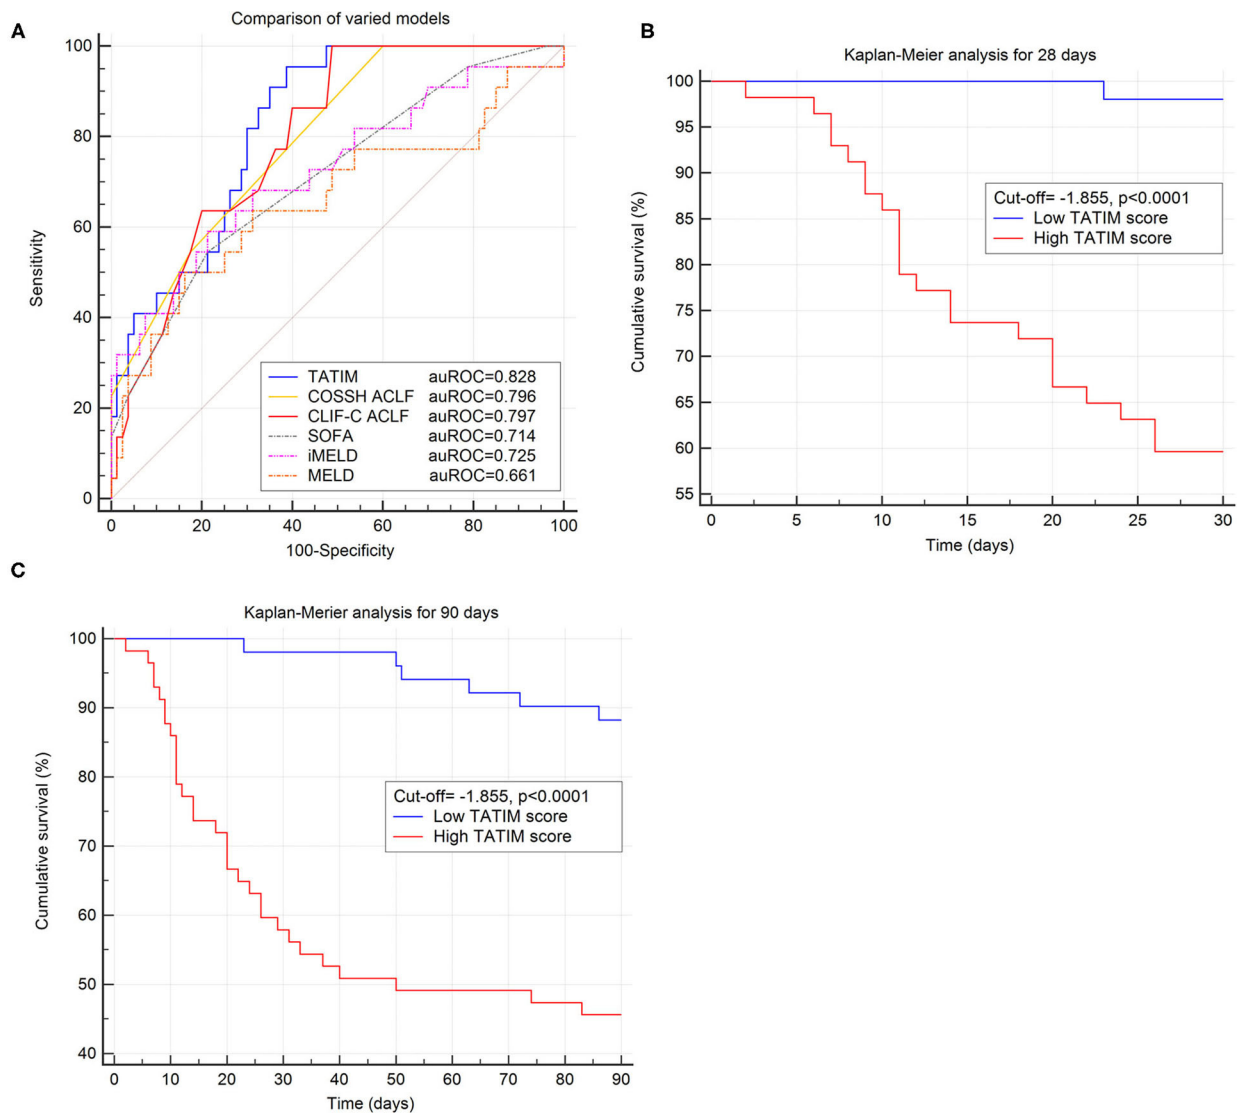 A
Comparison of varied models
Sensitivity
100
80
60
40
20
0
TATIM auROC=0.828
COSSH ACLF auROC=0.796
CLIF-C ACLF auROC=0.797
SOFA auROC=0.714
iMELD auROC=0.725
MELD auROC=0.661
0 20 40 60 80 100
100-Specificity
B
Kaplan-Meier analysis for 28 days
Cumulative survival (%)
100
95
90
85
80
75
70
65
60
55
Cut-off= -1.855, p<0.0001
Low TATIM score
High TATIM score
0 5 10 15 20 25 30
Time (days)
C
Kaplan-Merier analysis for 90 days
Cumulative survival (%)
100
90
80
70
60
50
40
Cut-off= -1.855, p<0.0001
Low TATIM score
High TATIM score
0 10 20 30 40 50 60 70 80 90
Time (days)